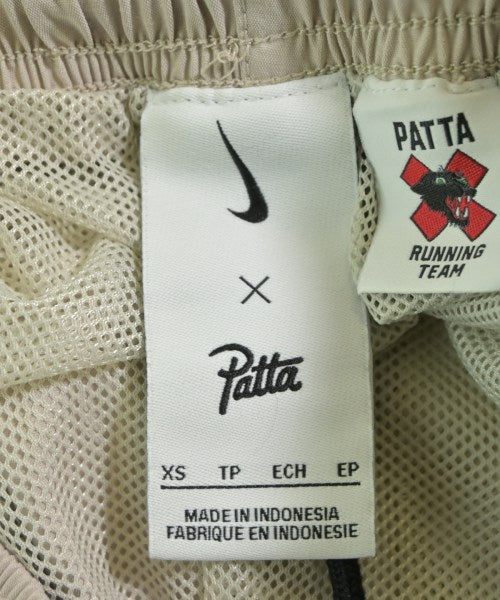 ×
Patta
XS TP ECH EP
MADE IN INDONESIA
FABRIQUE EN INDONESIE
PATTA
RUNNING
TEAM